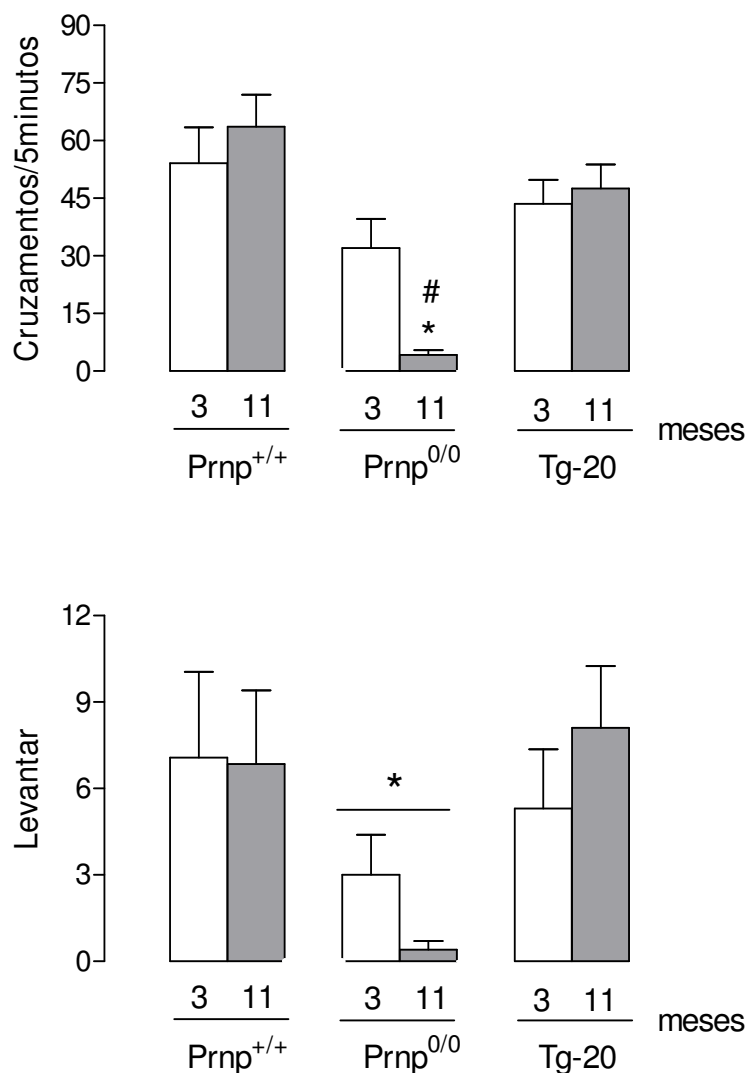 90
75
60
45
30
15
0
Cruzamentos/5minutos
#
*
3 11 3 11 3 11
meses
Prnp+/+ Prnp0/0 Tg-20
12
9
6
3
0
Levantar
*
3 11 3 11 3 11
meses
Prnp+/+ Prnp0/0 Tg-20